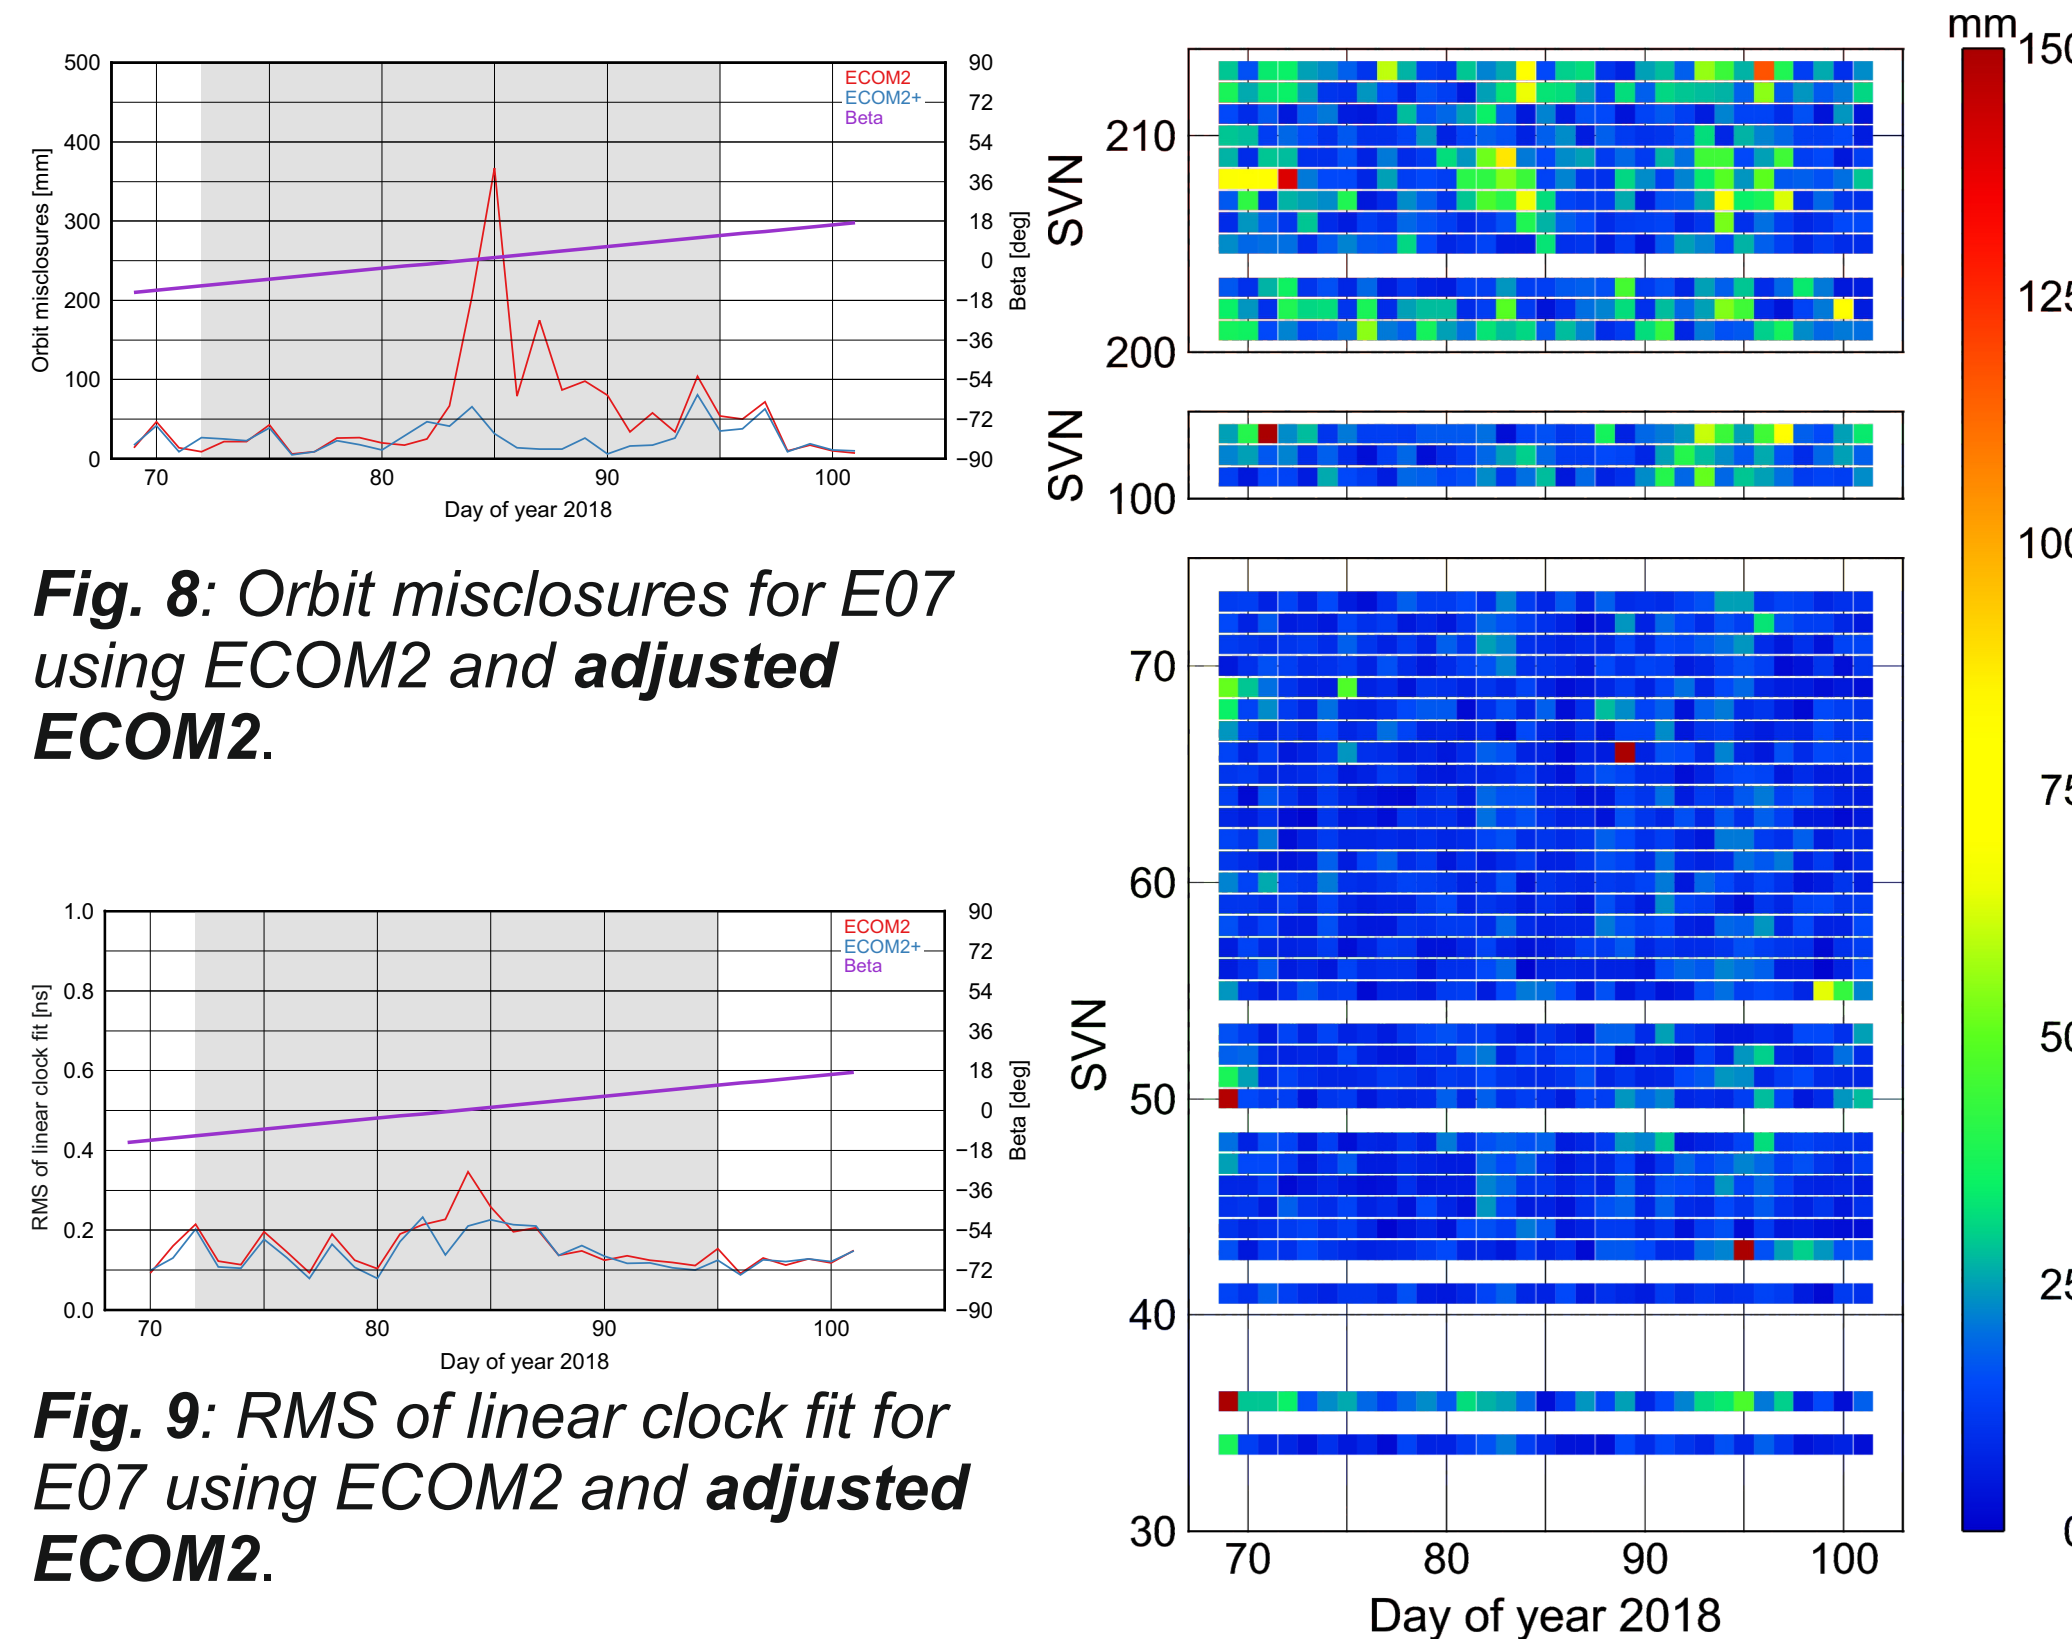 500
400
300
200
100
0
Orbit misclosures [mm]
90
72
54
36
18
0
−18
−36
−54
−72
−90
Beta [deg]
ECOM2
ECOM2+
Beta
70 80 90 100
Day of year 2018
Fig. 8: Orbit misclosures for E07
using ECOM2 and adjusted
ECOM2.
1.0
0.8
0.6
0.4
0.2
0.0
RMS of linear clock fit [ns]
90
72
54
36
18
0
−18
−36
−54
−72
−90
Beta [deg]
ECOM2
ECOM2+
Beta
70 80 90 100
Day of year 2018
Fig. 9: RMS of linear clock fit for
E07 using ECOM2 and adjusted
ECOM2.
SVN
210
200
SVN
100
SVN
70
60
50
40
30
70 80 90 100
Day of year 2018
mm